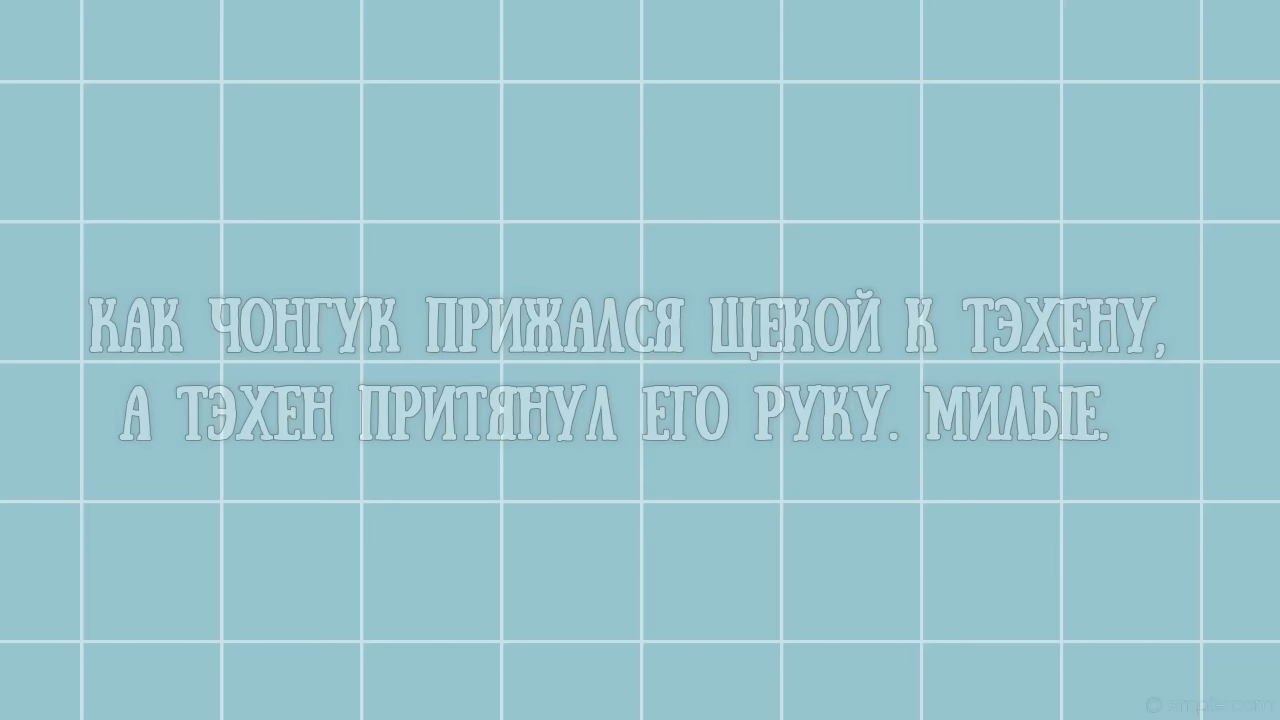 КАК ЧОНГУК ПРИЖАЛСЯ ЩЕКОЙ К ТЭХЕНУ,
А ТЭХЕН ПРИТЯНУЛ ЕГО РУКУ. МИЛЫЕ.